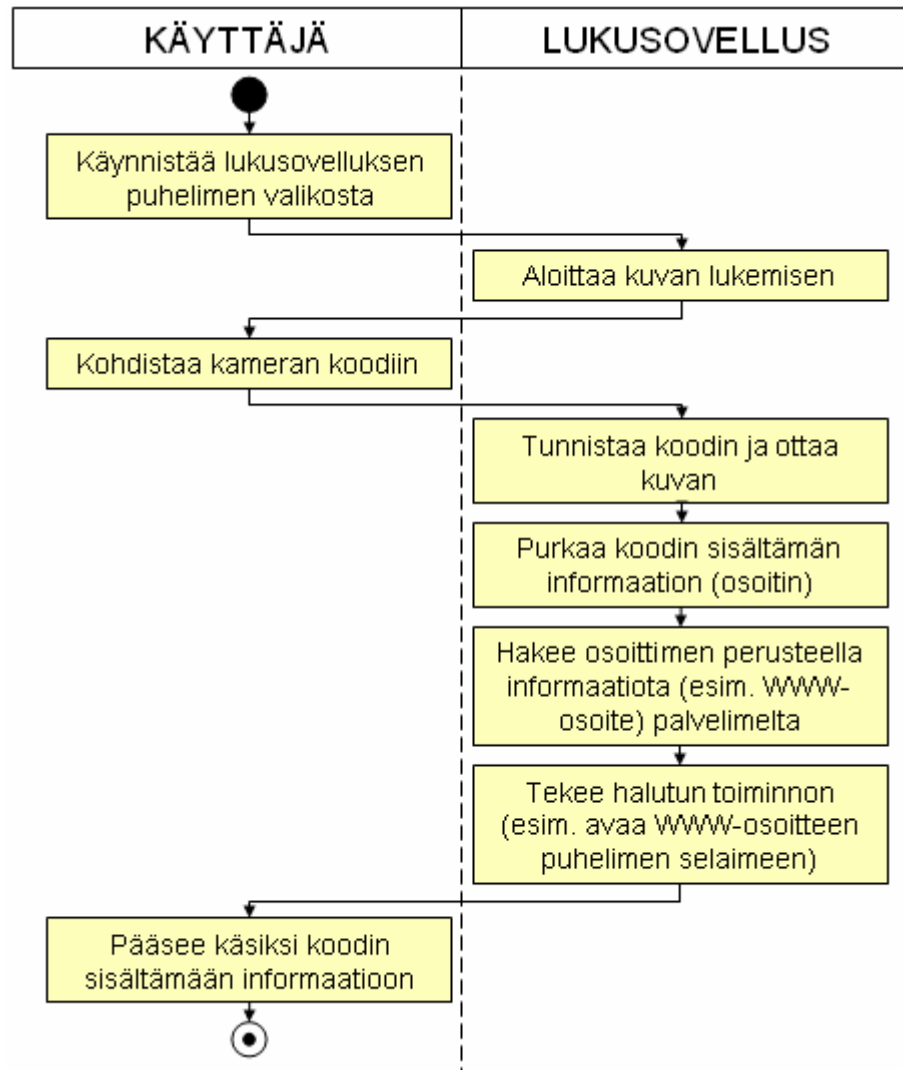 KÄYTTÄJÄ
LUKUSOVELLUS
Käynnistää lukusovelluksen
puhelimen valikosta
Aloittaa kuvan lukemisen
Kohdistaa kameran koodiin
Tunnistaa koodin ja ottaa
kuvan
Purkaa koodin sisältämän
informaation (osoitin)
Hakee osoittimen perusteella
informaatiota (esim. WWW-
osoite) palvelimelta
Tekee halutun toiminnon
(esim. avaa WWW-osoitteen
puhelimen selaimeen)
Pääsee käsiksi koodin
sisältämään informaatioon